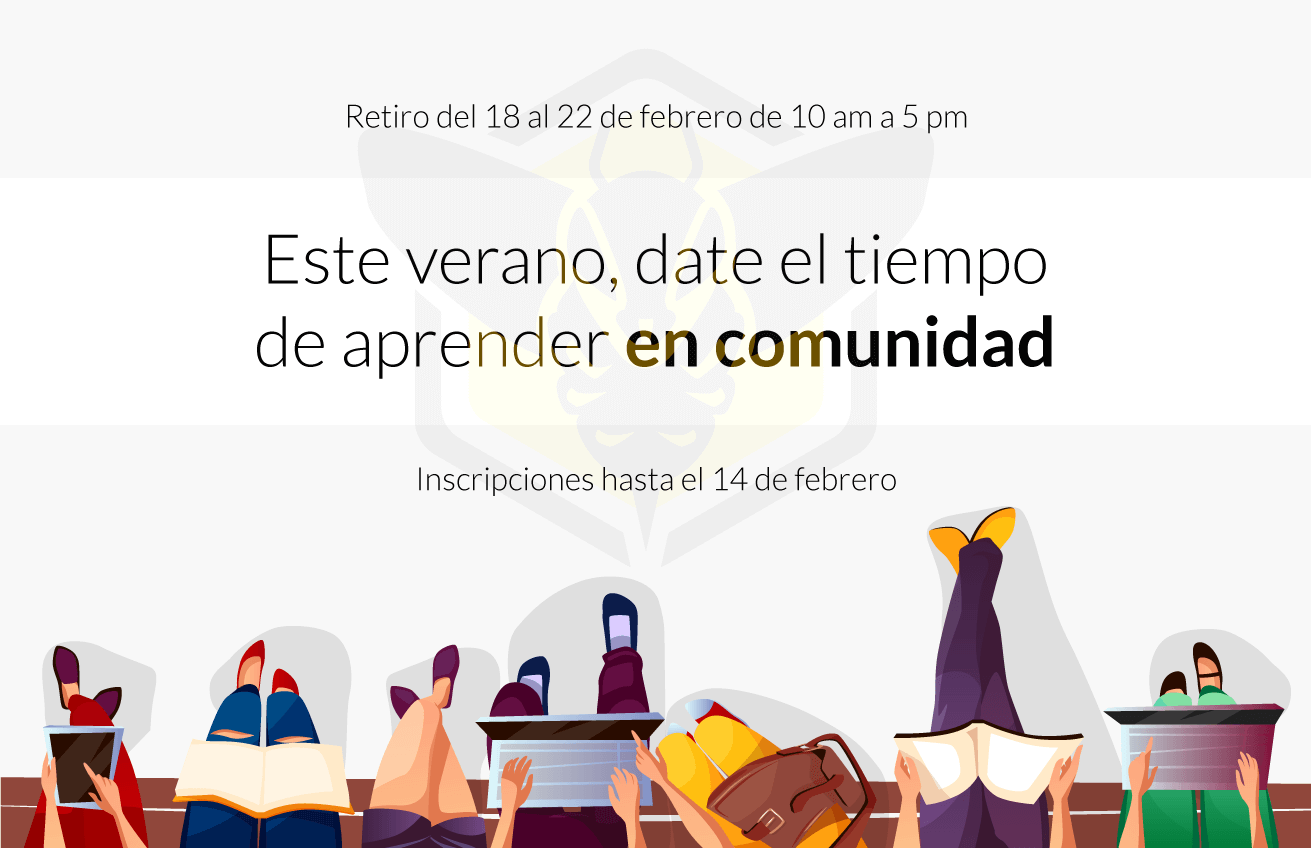 Retiro del 18 al 22 de febrero de 10 am a 5 pm
Este verano, date el tiempo
de aprender en comunidad
Inscripciones hasta el 14 de febrero